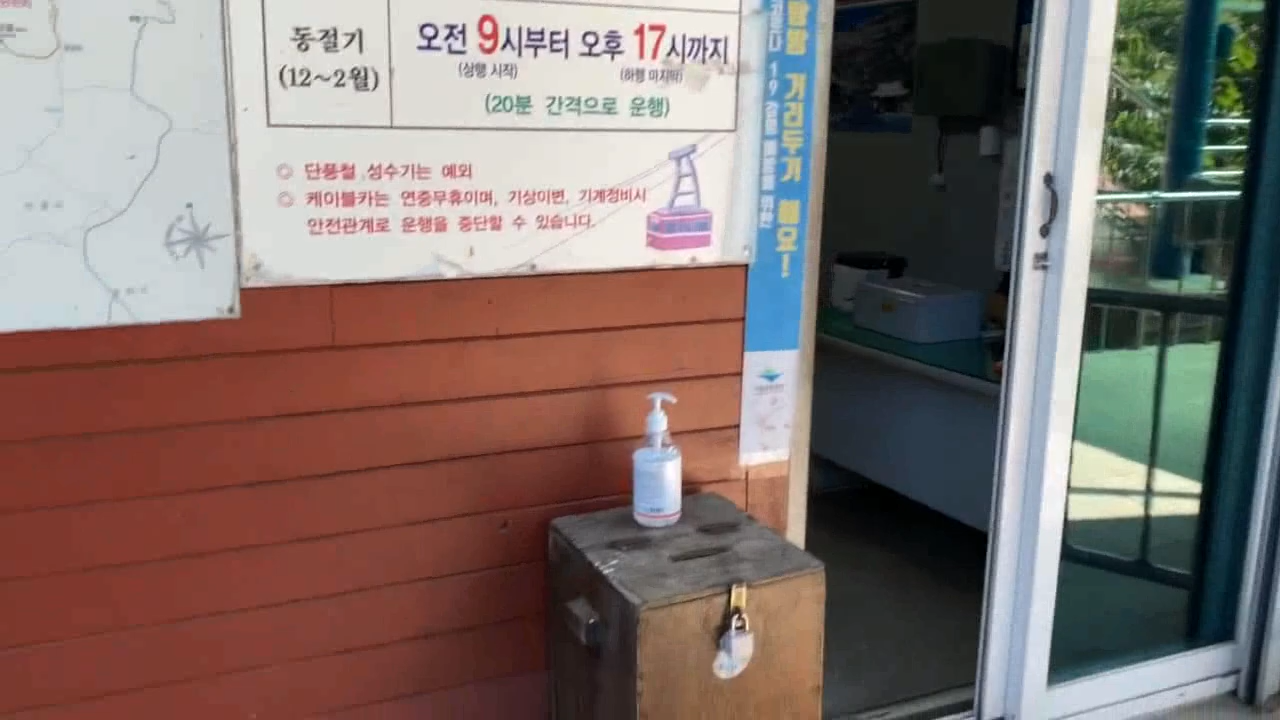 동절기
(12~2월)
오전 9시부터 오후 17시까지
(상행 시작) (하행 마지막)
(20분 간격으로 운행)
◎ 단풍철 성수기는 예외
◎ 케이블카는 연중무휴이며, 기상이변, 기계정비시
안전관계로 운행을 중단할 수 있습니다.
거리두기 해요!